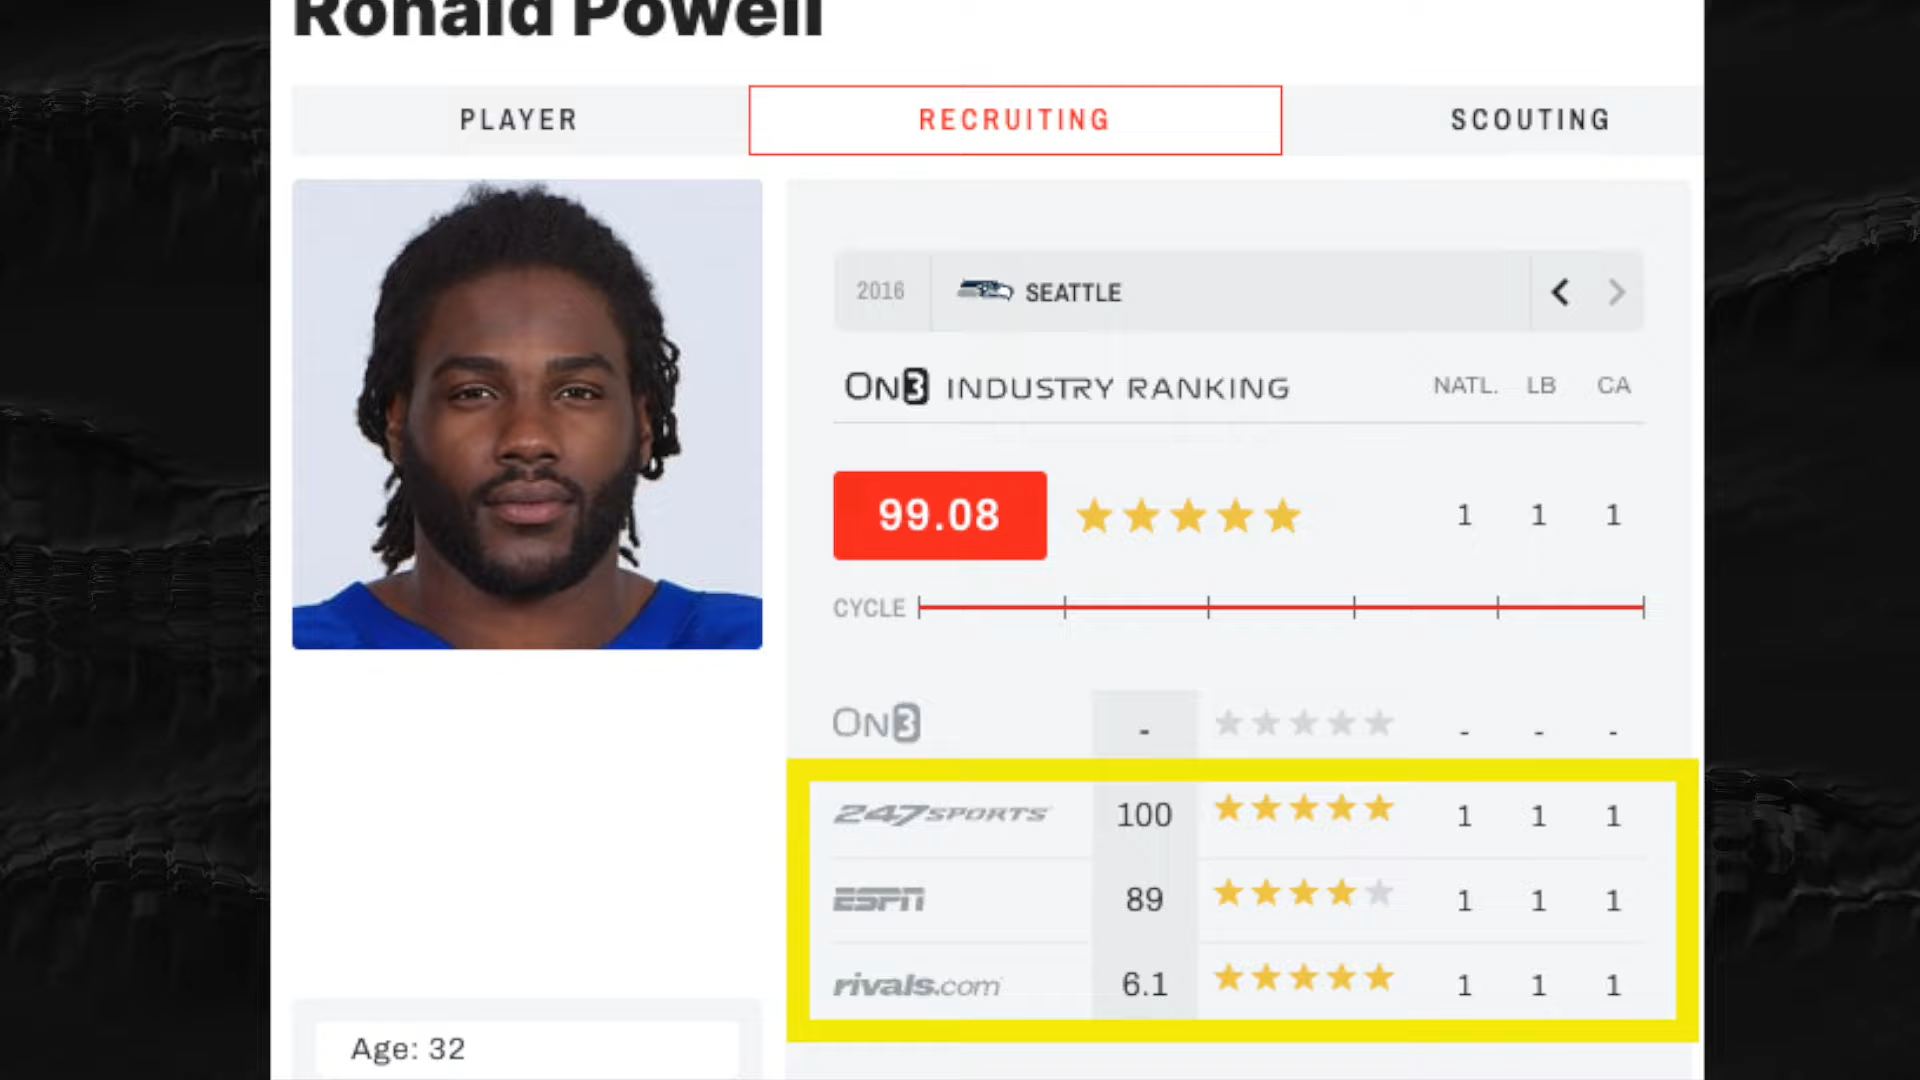 Ronald Powell
PLAYER RECRUITING SCOUTING
2016 SEATTLE
ON3 INDUSTRY RANKING NATL. LB CA
99.08 1 1 1
CYCLE
ON3 - - - -
247SPORTS 100 1 1 1
ESPN 89 1 1 1
rivals.com 6.1 1 1 1
Age: 32